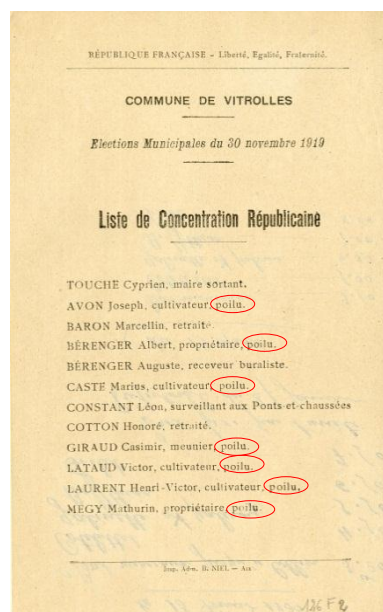 RÉPUBLIQUE FRANÇAISE – Liberté, Egalité, Fraternité.
COMMUNE DE VITROLLES
Elections Municipales du 30 novembre 1919
Liste de Concentration Républicaine
TOUCHE Cyprien, maire sortant.
AVON Joseph, cultivateur, poilu.
BARON Marcellin, retraité.
BÉRENGER Albert, propriétaire, poilu.
BÉRENGER Auguste, receveur buraliste.
CASTE Marius, cultivateur, poilu.
CONSTANT Léon, surveillant aux Ponts-et-chaussées
COTTON Honoré, retraité.
GIRAUD Casimir, meunier, poilu.
LATAUD Victor, cultivateur, poilu.
LAURENT Henri-Victor, cultivateur, poilu.
MEGY Mathurin, propriétaire, poilu.
Imp. Adm. B. NIEL — Aix
126 F 2